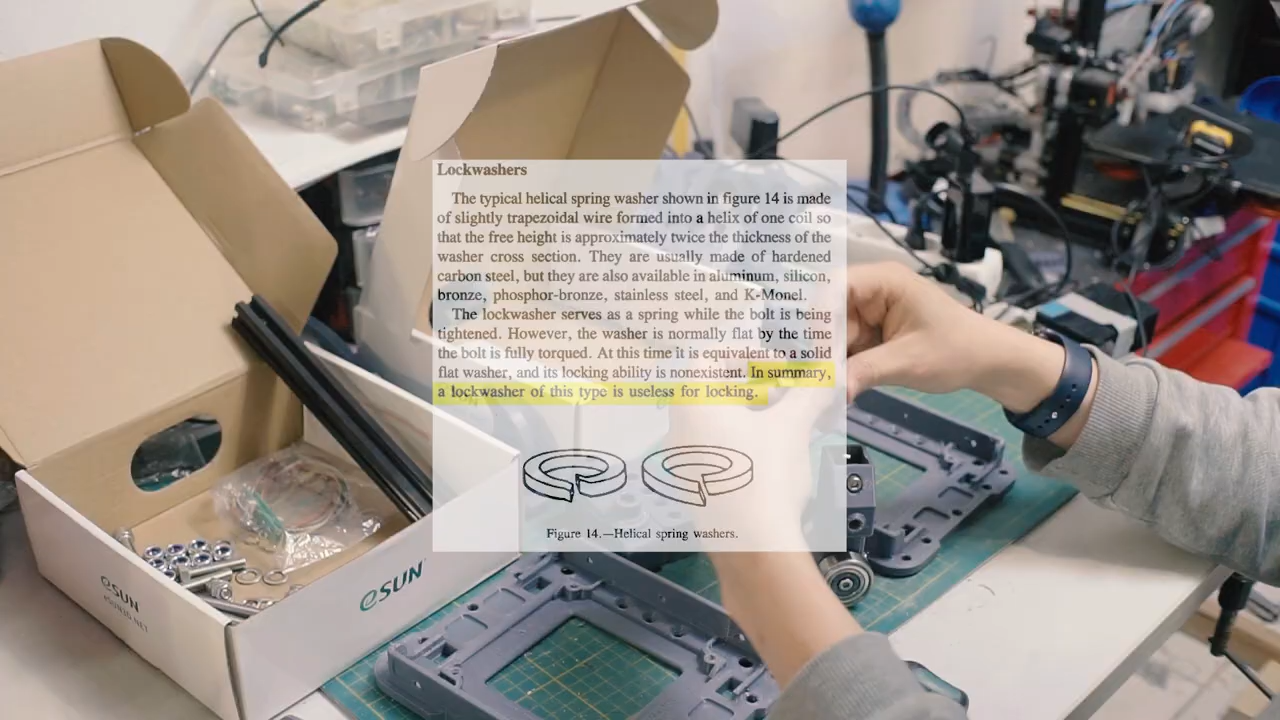 Lockwashers
The typical helical spring washer shown in figure 14 is made
of slightly trapezoidal wire formed into a helix of one coil so
that the free height is approximately twice the thickness of the
washer cross section. They are usually made of hardened
carbon steel, but they are also available in aluminum, silicon,
bronze, phosphor-bronze, stainless steel, and K-Monel.
The lockwasher serves as a spring while the bolt is being
tightened. However, the washer is normally flat by the time
the bolt is fully torqued. At this time it is equivalent to a solid
flat washer, and its locking ability is nonexistent. In summary,
a lockwasher of this type is useless for locking.
Figure 14.—Helical spring washers.
eSUN
eSUN3D.NET
eSUN